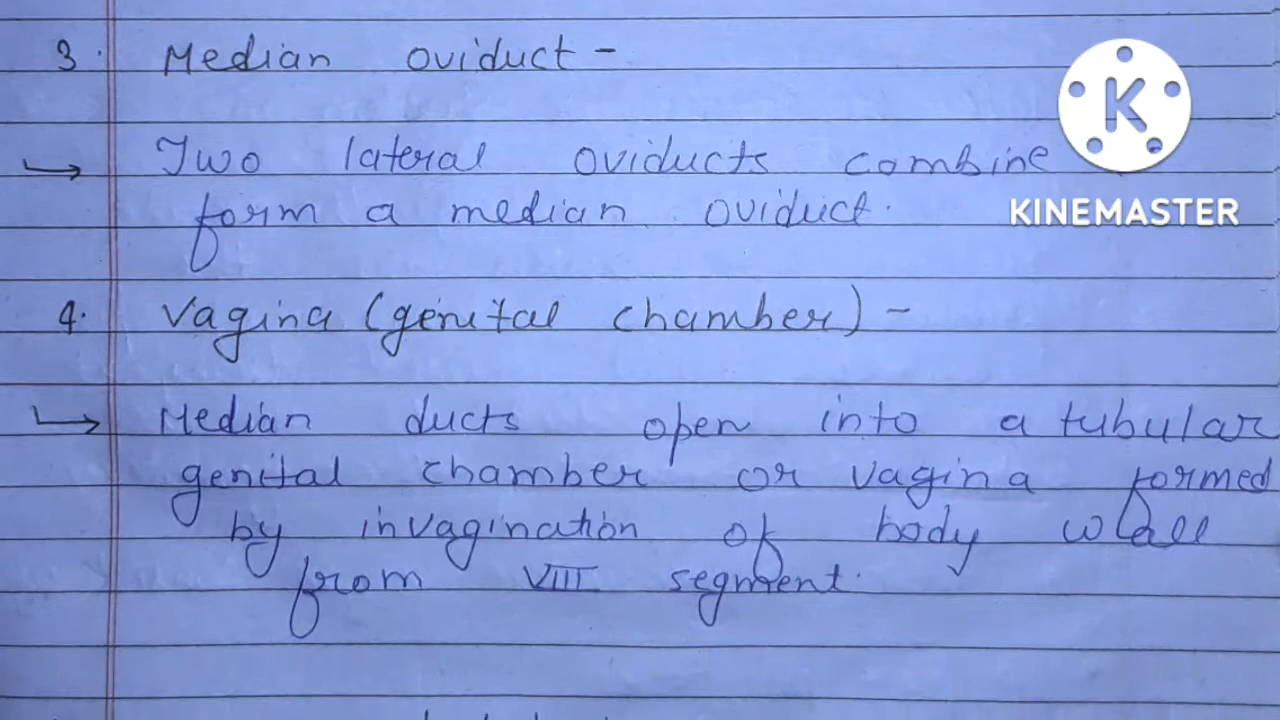 3. Median oviduct -
K
→ Two lateral oviducts combine
form a median oviduct.
KINEMASTER
4. Vagina (genital chamber) -
→ Median ducts open into a tubular
genital chamber or vagina formed
by invagination of body wall
from VIII segment.